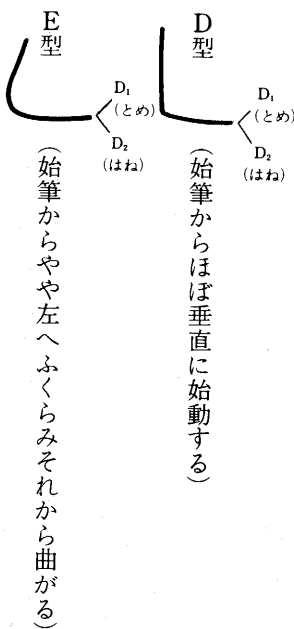 D型
D₁
(とめ)
D₂
(はね)
(始筆からほぼ垂直に始動する)
E型
D₁
(とめ)
D₂
(はね)
(始筆からやや左へふくらみそれから曲がる)